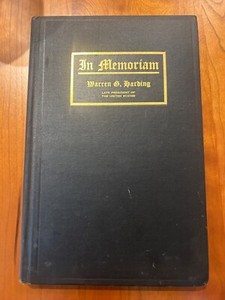 In Memoriam
Warren G. Harding
LATE PRESIDENT OF
THE UNITED STATES